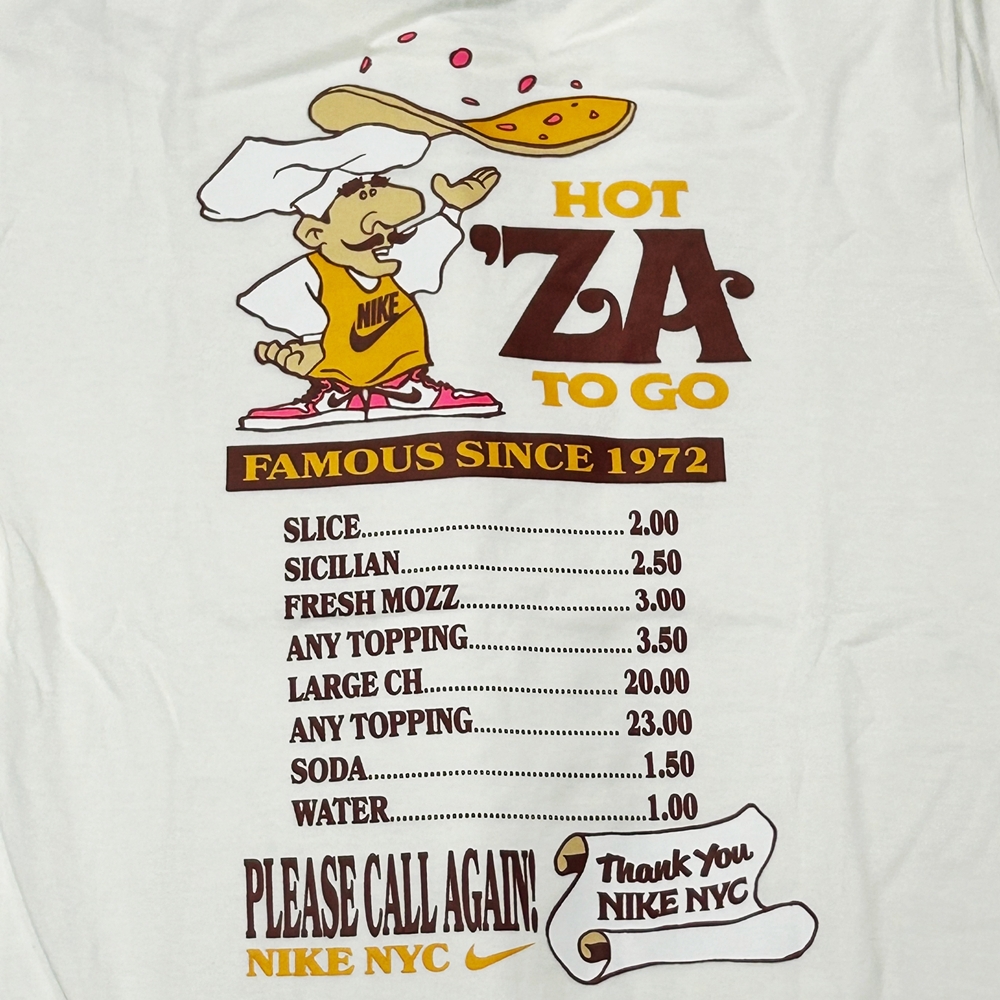 HOT
'ZA
TO GO
NIKE
FAMOUS SINCE 1972
SLICE 2.00
SICILIAN 2.50
FRESH MOZZ 3.00
ANY TOPPING 3.50
LARGE CH 20.00
ANY TOPPING 23.00
SODA 1.50
WATER 1.00
PLEASE CALL AGAIN!
NIKE NYC
Thank You
NIKE NYC